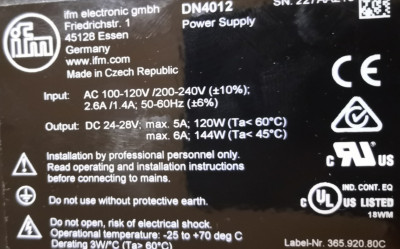 ifm electronic gmbh
Friedrichstr. 1
45128 Essen
Germany
www.ifm.com
Made in Czech Republic
DN4012
Power Supply
SN:
ifm
Input: AC 100-120V /200-240V (±10%);
2.6A /1.4A; 50-60Hz (±6%)
Output: DC 24-28V; max. 5A; 120W (Ta< 60°C)
max. 6A; 144W (Ta< 45°C)
Installation by professional personnel only.
Read operating and installation instructions
before connecting to mains.
Do not use without protective earth.
Do not open, risk of electrical shock.
Operational temperature: -25 to +70 deg C
Derating 3W/°C (Ta> 60°C)
CE
c RU US
c UL US LISTED
18WM
Label-Nr. 365.920.80C